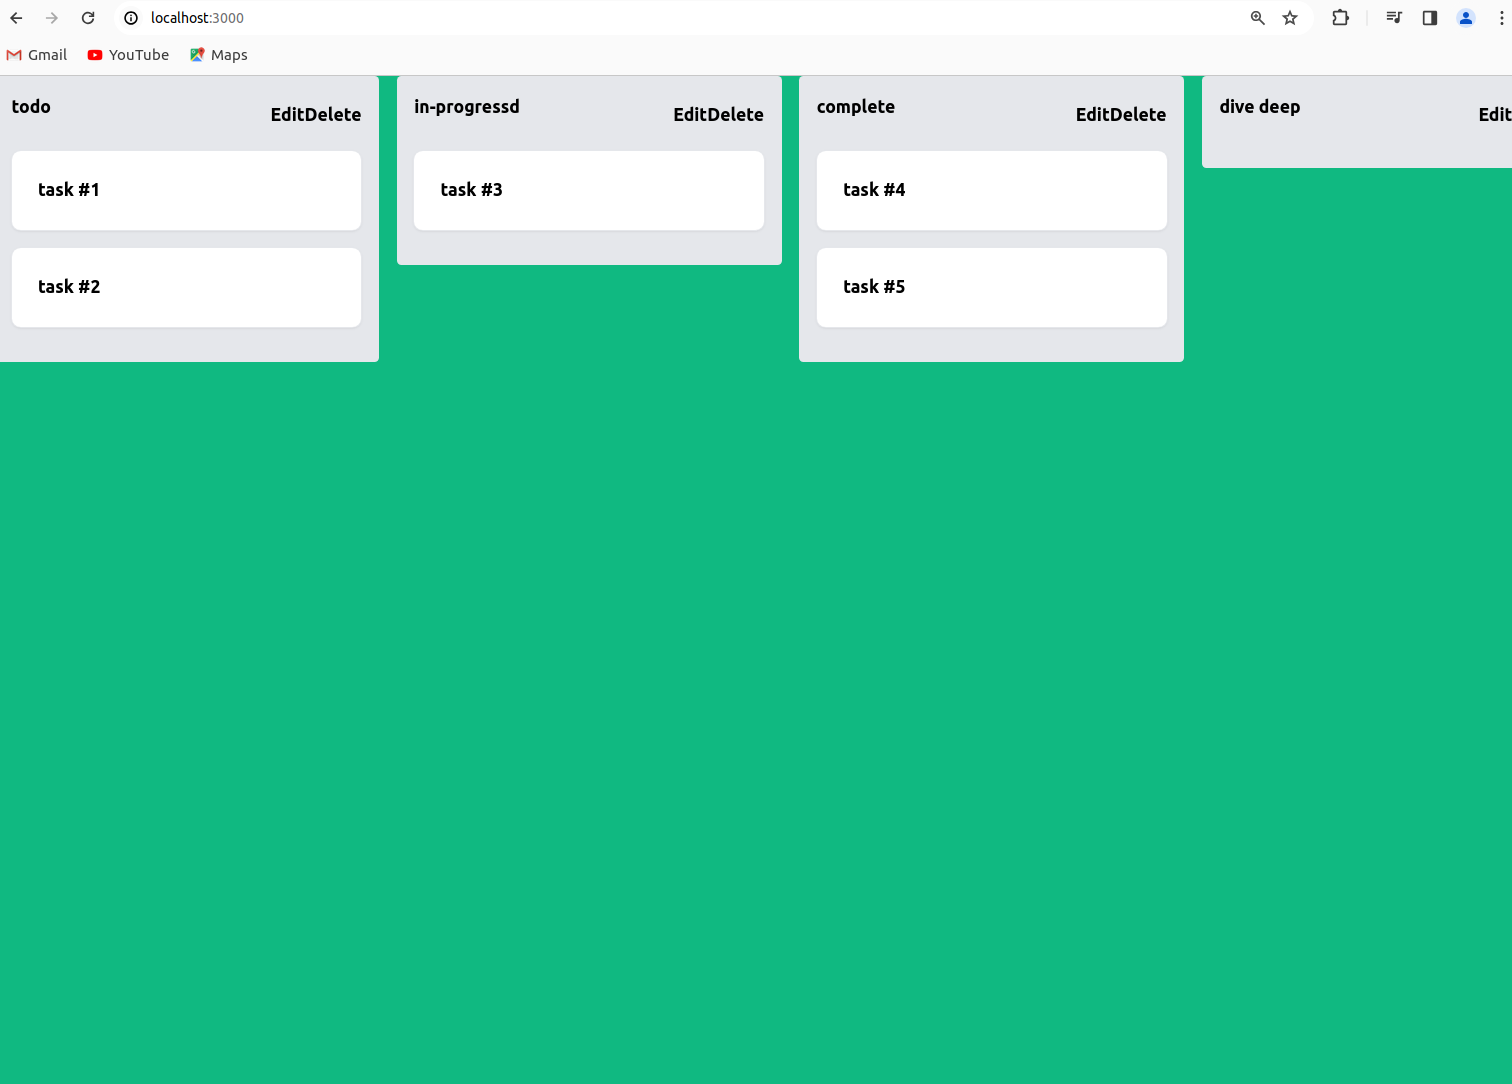 localhost:3000
Gmail YouTube Maps
todo EditDelete
task #1
task #2
in-progressd EditDelete
task #3
complete EditDelete
task #4
task #5
dive deep Edit